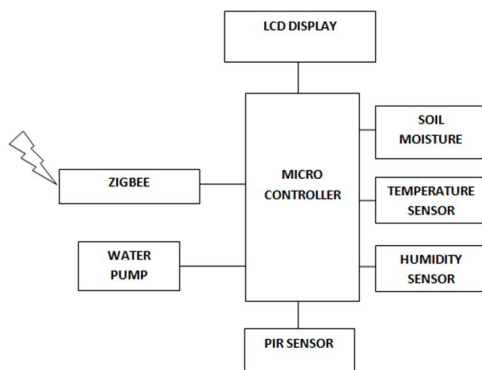 LCD DISPLAY
SOIL
MOISTURE
MICRO
CONTROLLER
ZIGBEE
TEMPERATURE
SENSOR
WATER
PUMP
HUMIDITY
SENSOR
PIR SENSOR